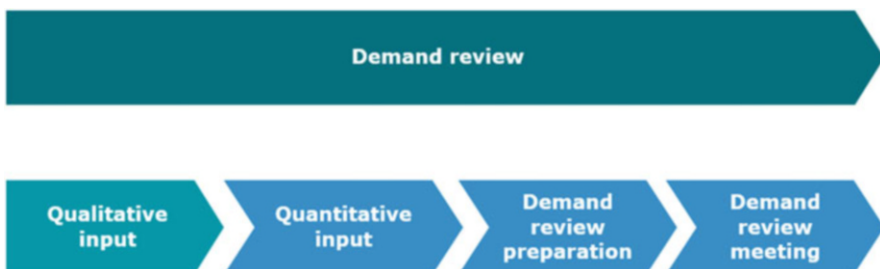 Demand review
Qualitative
input
Quantitative
input
Demand
review
preparation
Demand
review
meeting